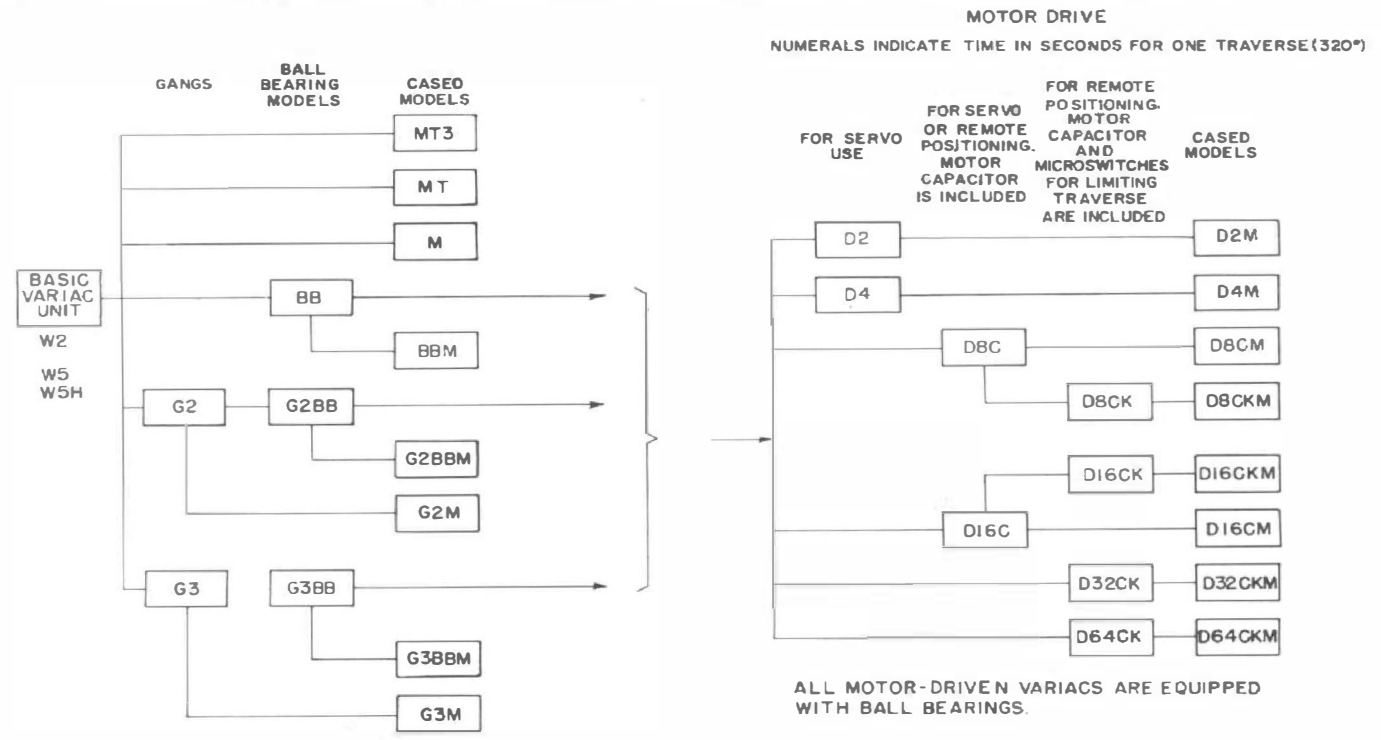 MOTOR DRIVE
NUMERALS INDICATE TIME IN SECONDS FOR ONE TRAVERSE (320°)
GANGS
BALL
BEARING
MODELS
CASED
MODELS
MT3
MT
M
BASIC
VARIAC
UNIT
W2
W5
W5H
BB
BBM
G2
G2BB
G2BBM
G2M
G3
G3BB
G3BBM
G3M
FOR SERVO
USE
FOR SERVO
OR REMOTE
POSITIONING.
MOTOR
CAPACITOR
IS INCLUDED
FOR REMOTE
POSITIONING.
MOTOR
CAPACITOR
AND
MICROSWITCHES
FOR LIMITING
TRAVERSE
ARE INCLUDED
CASED
MODELS
D2
D2M
D4
D4M
D8C
D8CM
D8CK
D8CKM
D16CK
D16CKM
D16C
D16CM
D32CK
D32CKM
D64CK
D64CKM
ALL MOTOR-DRIVEN VARIACS ARE EQUIPPED
WITH BALL BEARINGS.